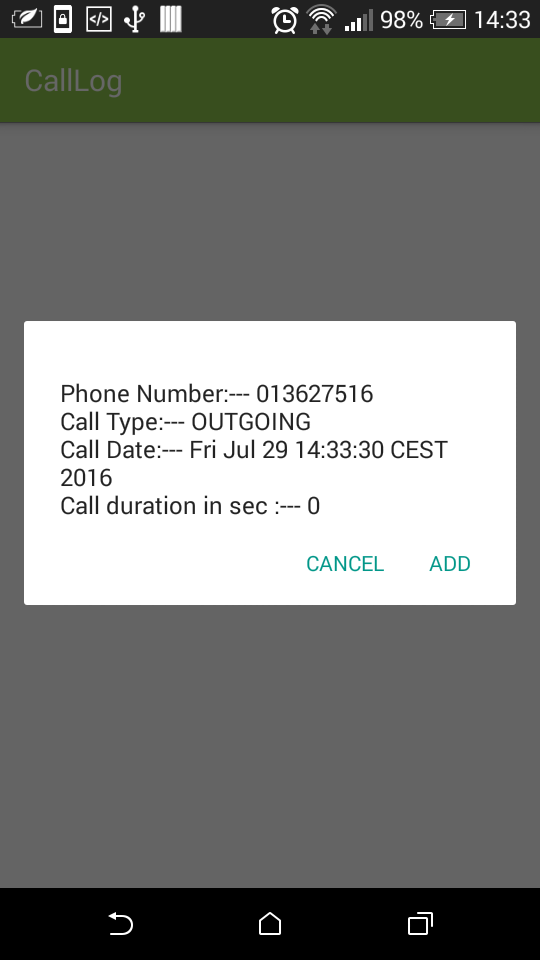 98% 14:33
CallLog
Phone Number:--- 013627516
Call Type:--- OUTGOING
Call Date:--- Fri Jul 29 14:33:30 CEST
2016
Call duration in sec :--- 0
CANCEL ADD